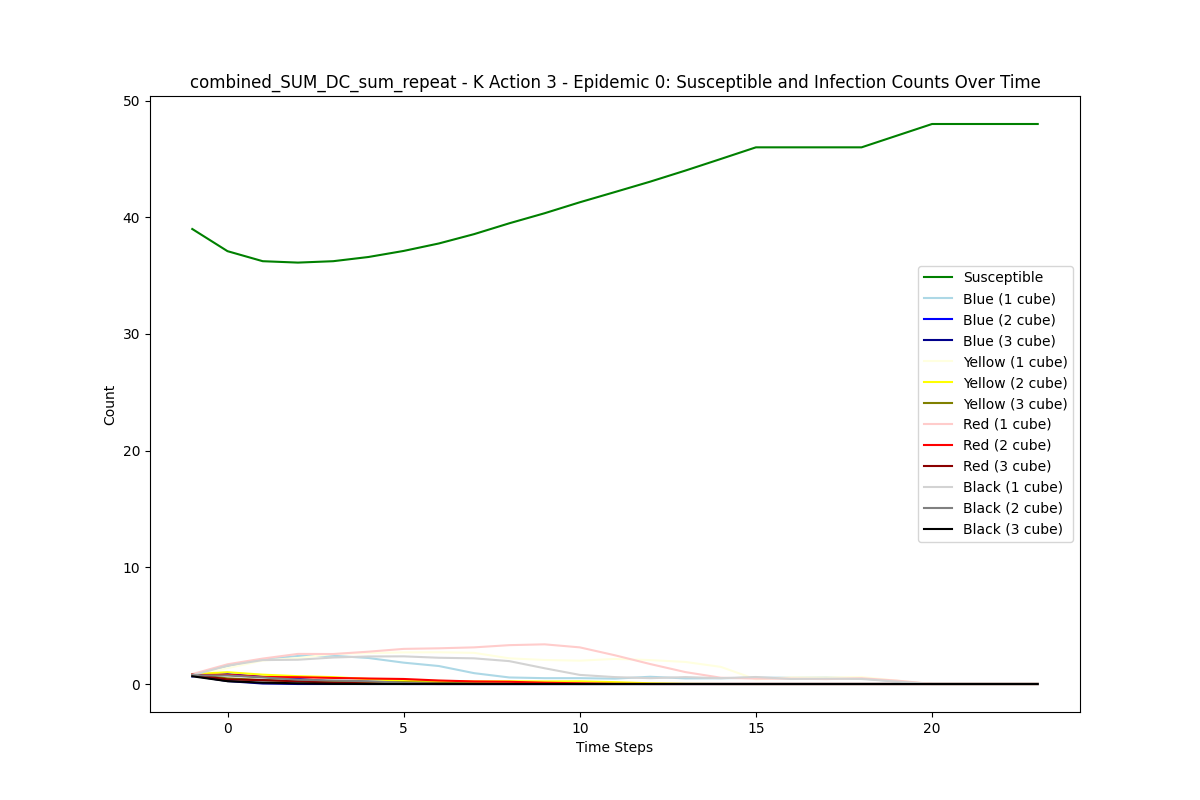 combined_SUM_DC_sum_repeat - K Action 3 - Epidemic 0: Susceptible and Infection Counts Over Time
50
40
30
20
10
0
Count
Susceptible
Blue (1 cube)
Blue (2 cube)
Blue (3 cube)
Yellow (1 cube)
Yellow (2 cube)
Yellow (3 cube)
Red (1 cube)
Red (2 cube)
Red (3 cube)
Black (1 cube)
Black (2 cube)
Black (3 cube)
0 5 10 15 20
Time Steps